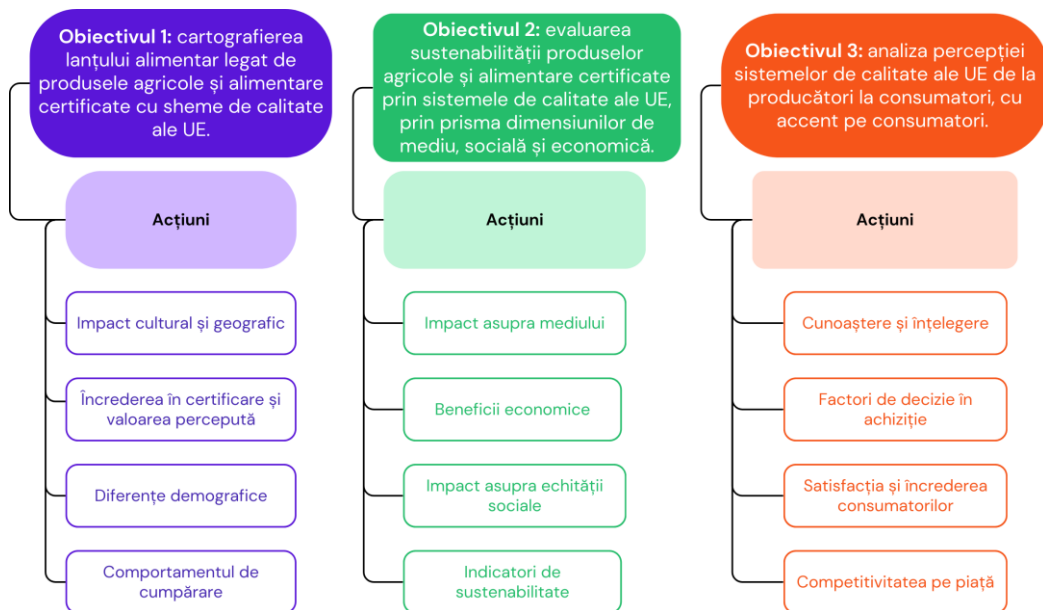 Obiectivul 1: cartografierea
lanțului alimentar legat de
produsele agricole și alimentare
certificate cu sheme de calitate
ale UE.
Acțiuni
Impact cultural și geografic
Încrederea în certificare și
valoarea percepută
Diferențe demografice
Comportamentul de
cumpărare
Obiectivul 2: evaluarea
sustenabilității produselor
agricole și alimentare certificate
prin sistemele de calitate ale UE,
prin prisma dimensiunilor de
mediu, socială și economică.
Acțiuni
Impact asupra mediului
Beneficii economice
Impact asupra echității
sociale
Indicatori de
sustenabilitate
Obiectivul 3: analiza percepției
sistemelor de calitate ale UE de la
producători la consumatori, cu
accent pe consumatori.
Acțiuni
Cunoaștere și înțelegere
Factori de decizie în
achiziție
Satisfacția și încrederea
consumatorilor
Competitivitatea pe piață